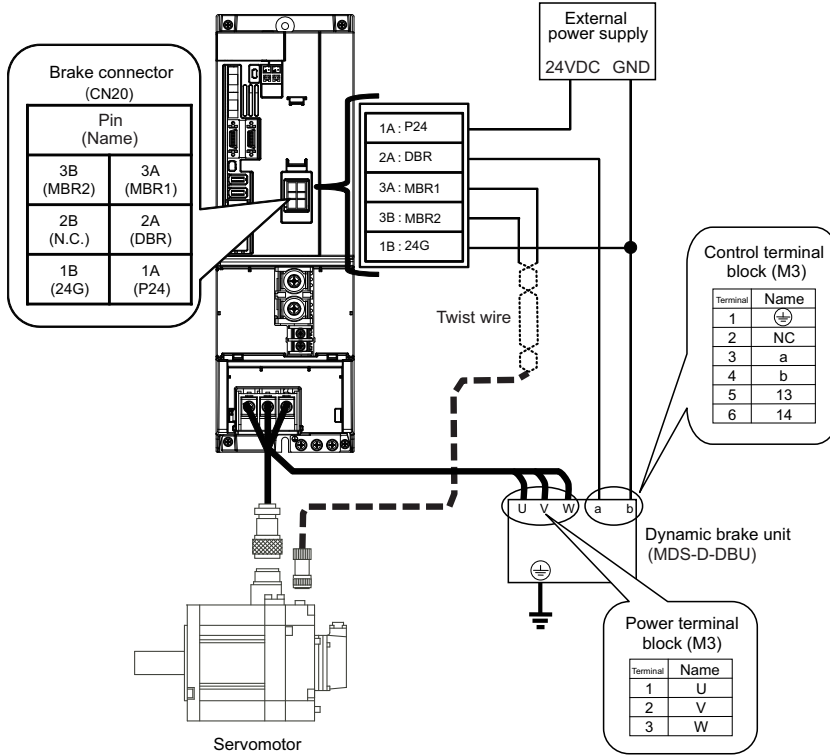 External
power supply
24VDC GND
Brake connector
(CN20)
Pin
(Name)
3B
(MBR2)
3A
(MBR1)
2B
(N.C.)
2A
(DBR)
1B
(24G)
1A
(P24)
1A : P24
2A : DBR
3A : MBR1
3B : MBR2
1B : 24G
Twist wire
Control terminal
block (M3)
Terminal Name
1
2 NC
3 a
4 b
5 13
6 14
U V W a b
Dynamic brake unit
(MDS-D-DBU)
Power terminal
block (M3)
Terminal Name
1 U
2 V
3 W
Servomotor